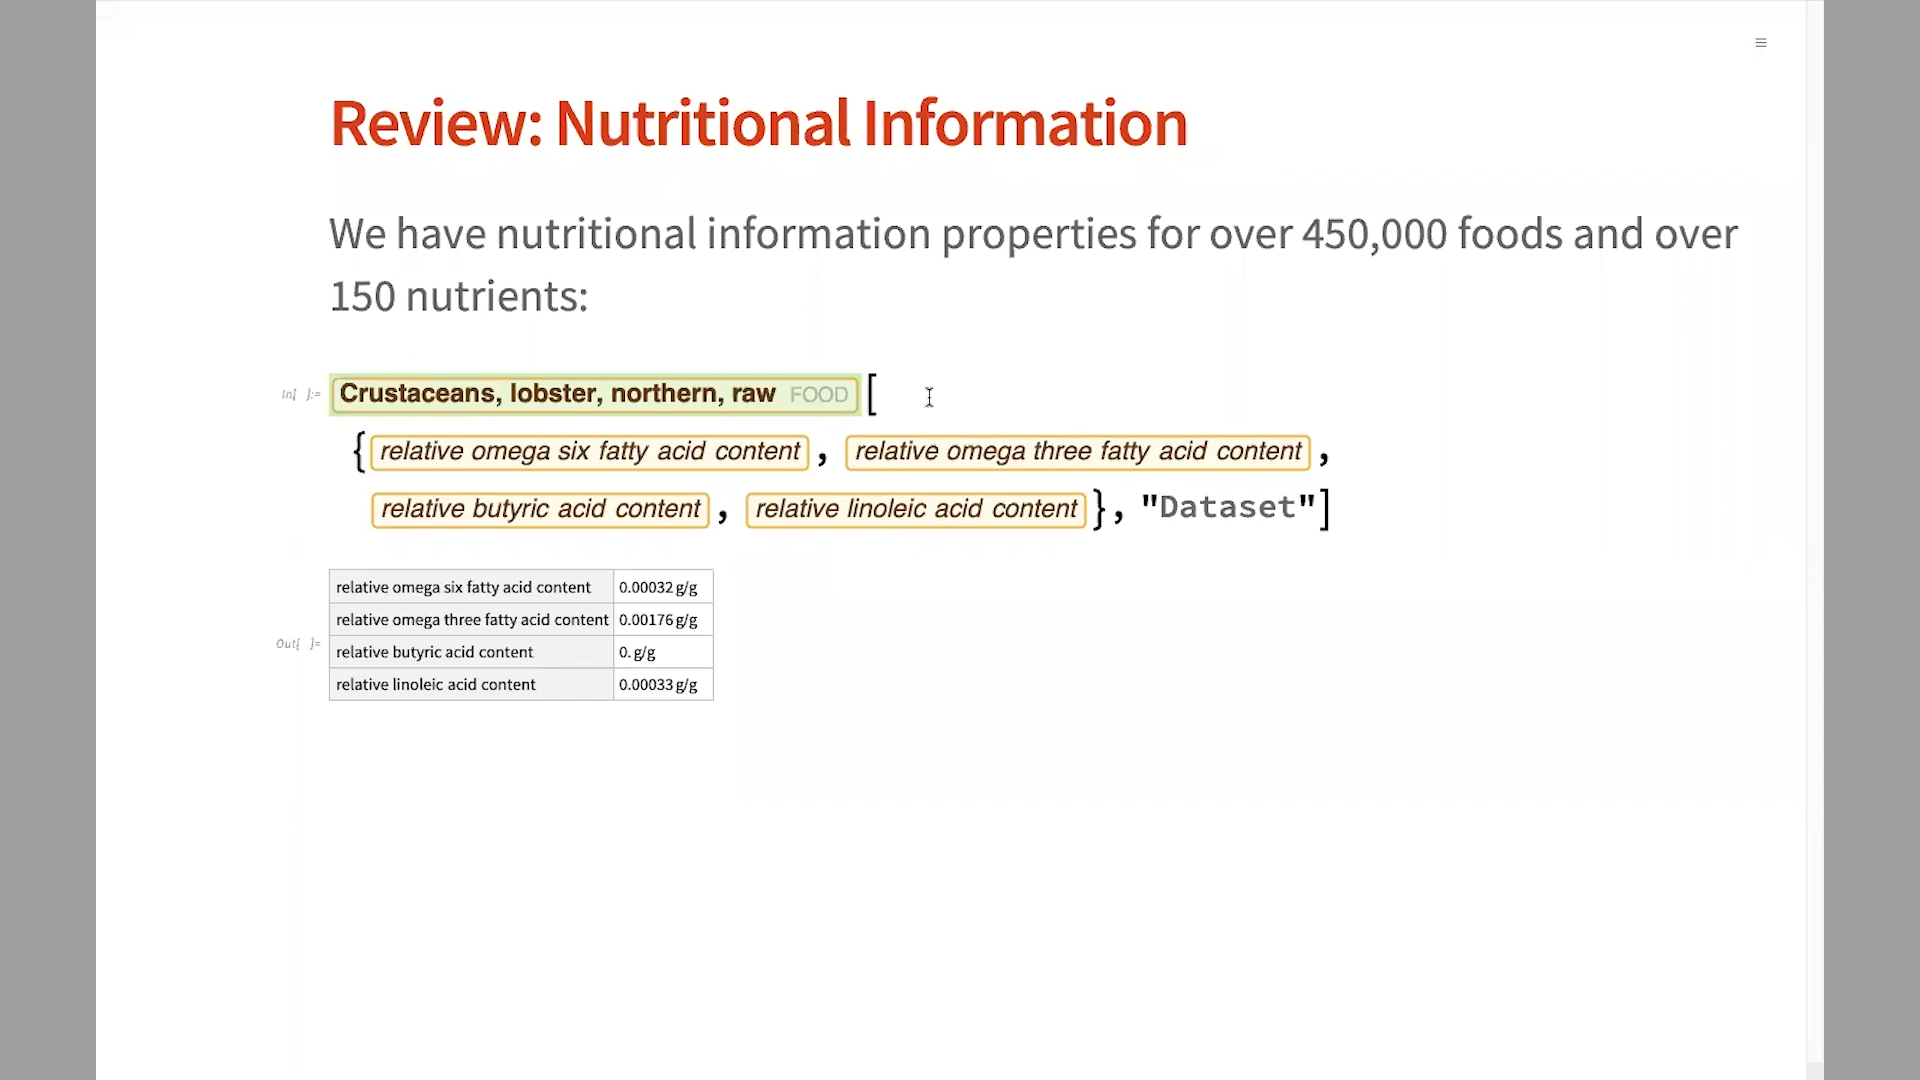 Review: Nutritional Information
We have nutritional information properties for over 450,000 foods and over
150 nutrients:
In[ ]:= Crustaceans, lobster, northern, raw FOOD [
{ relative omega six fatty acid content , relative omega three fatty acid content ,
relative butyric acid content , relative linoleic acid content }, "Dataset"]
Out[ ]=
relative omega six fatty acid content 0.00032 g/g
relative omega three fatty acid content 0.00176 g/g
relative butyric acid content 0. g/g
relative linoleic acid content 0.00033 g/g